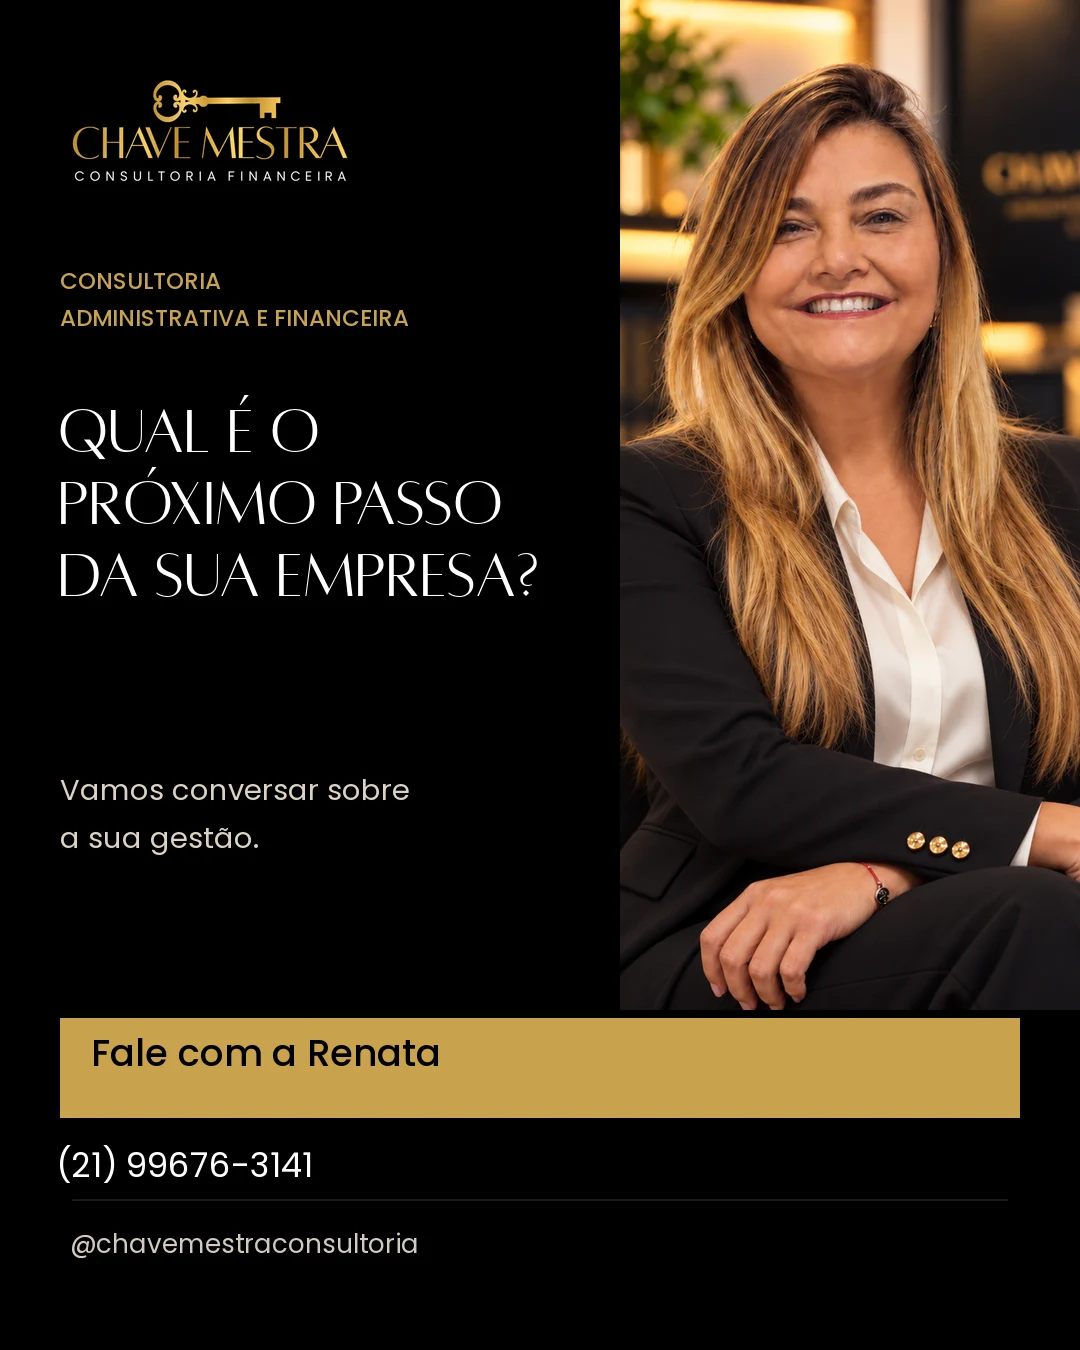 CHAVE MESTRA
CONSULTORIA FINANCEIRA
CONSULTORIA
ADMINISTRATIVA E FINANCEIRA
QUAL É O
PRÓXIMO PASSO
DA SUA EMPRESA?
Vamos conversar sobre
a sua gestão.
Fale com a Renata
(21) 99676-3141
@chavemestraconsultoria